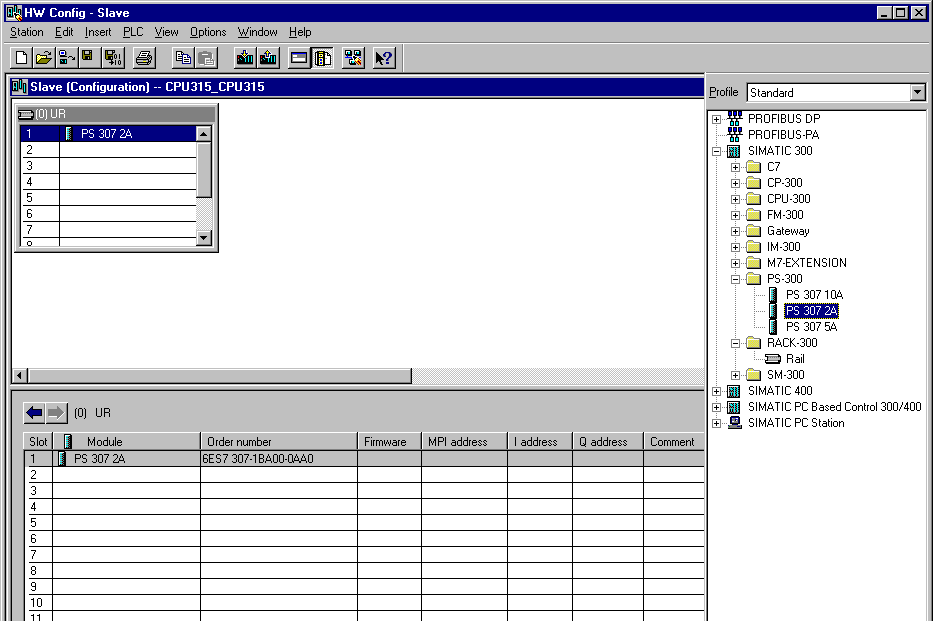 HW Config - Slave
Station Edit Insert PLC View Options Window Help
Slave (Configuration) -- CPU315_CPU315
(0) UR
1 PS 307 2A
2
3
4
5
6
7
8
Profile Standard
PROFIBUS DP
PROFIBUS-PA
SIMATIC 300
C7
CP-300
CPU-300
FM-300
Gateway
IM-300
M7-EXTENSION
PS-300
PS 307 10A
PS 307 2A
PS 307 5A
RACK-300
Rail
SM-300
SIMATIC 400
SIMATIC PC Based Control 300/400
SIMATIC PC Station
(0) UR
Slot Module Order number Firmware MPI address I address Q address Comment
1 PS 307 2A 6ES7 307-1BA00-0AA0
2
3
4
5
6
7
8
9
10
11